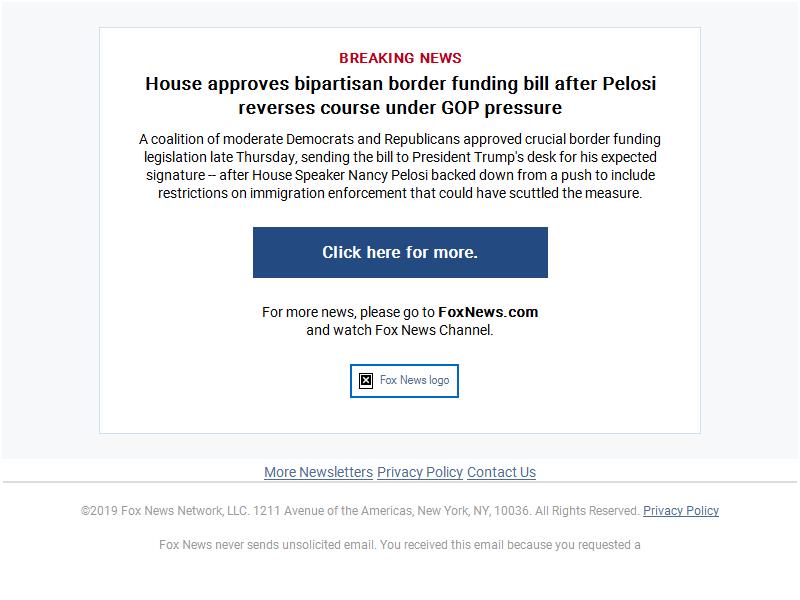 BREAKING NEWS
House approves bipartisan border funding bill after Pelosi
reverses course under GOP pressure
A coalition of moderate Democrats and Republicans approved crucial border funding
legislation late Thursday, sending the bill to President Trump's desk for his expected
signature -- after House Speaker Nancy Pelosi backed down from a push to include
restrictions on immigration enforcement that could have scuttled the measure.
Click here for more.
For more news, please go to FoxNews.com
and watch Fox News Channel.
Fox News logo
More Newsletters Privacy Policy Contact Us
©2019 Fox News Network, LLC. 1211 Avenue of the Americas, New York, NY, 10036. All Rights Reserved. Privacy Policy
Fox News never sends unsolicited email. You received this email because you requested a